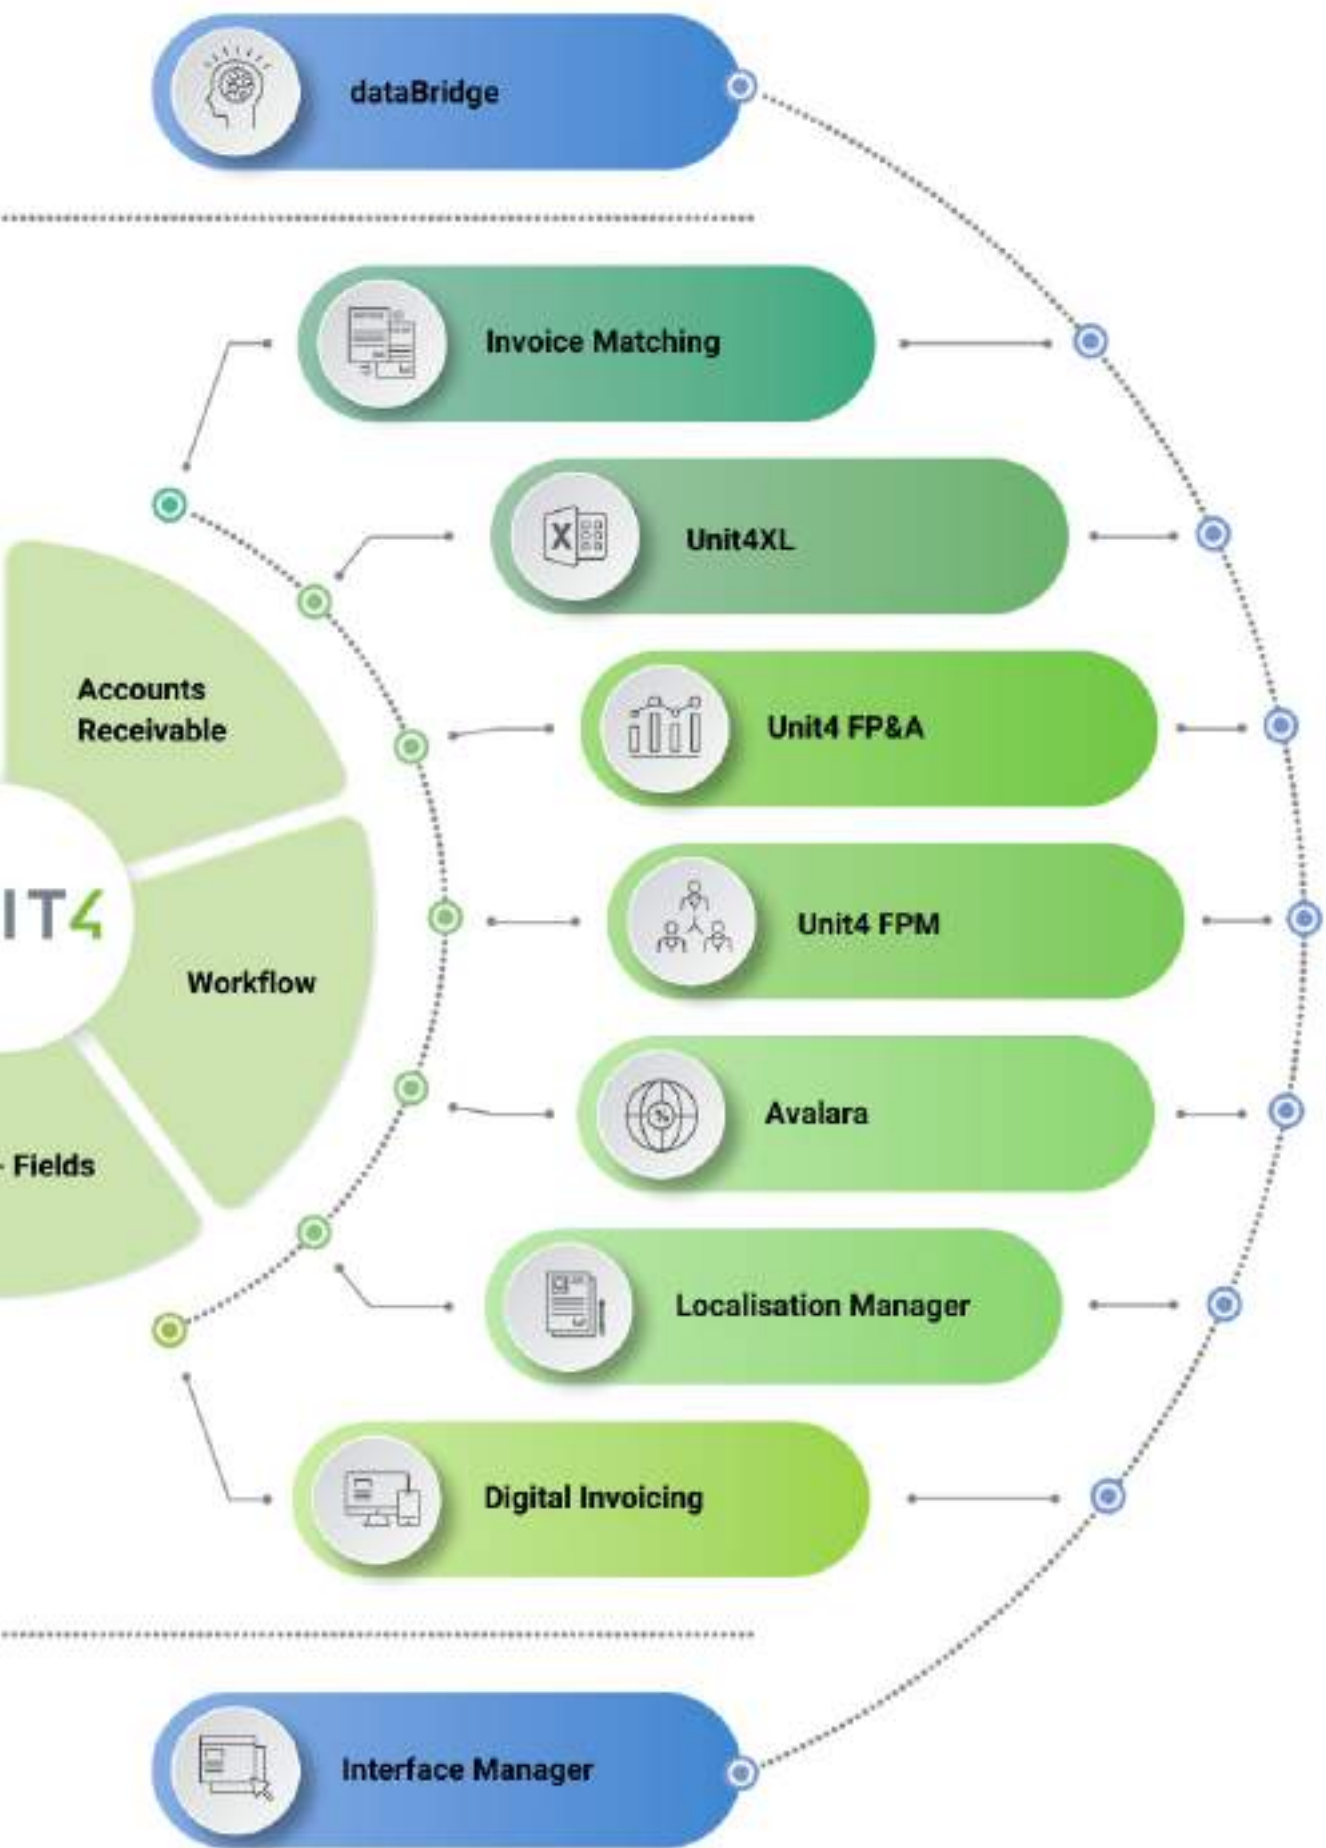 dataBridge
Invoice Matching
X
Unit4XL
Accounts
Receivable
Unit4 FP&A
IT4
Unit4 FPM
Workflow
%
Avalara
- Fields
Localisation Manager
Digital Invoicing
Interface Manager